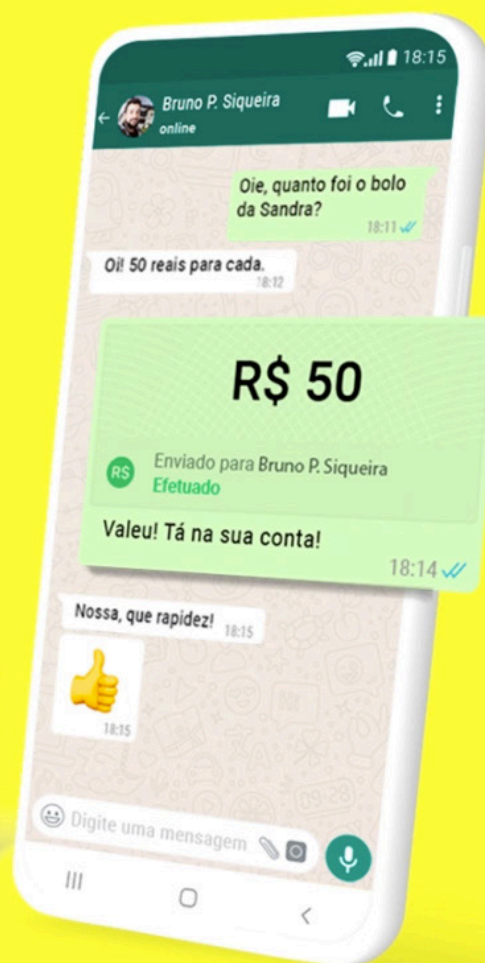 18:15
Bruno P. Siqueira
online
Oie, quanto foi o bolo
da Sandra?
18:11
Oi! 50 reais para cada.
18:12
R$ 50
R$
Enviado para Bruno P. Siqueira
Efetuado
Valeu! Tá na sua conta!
18:14
Nossa, que rapidez!
18:15
18:15
Digite uma mensagem